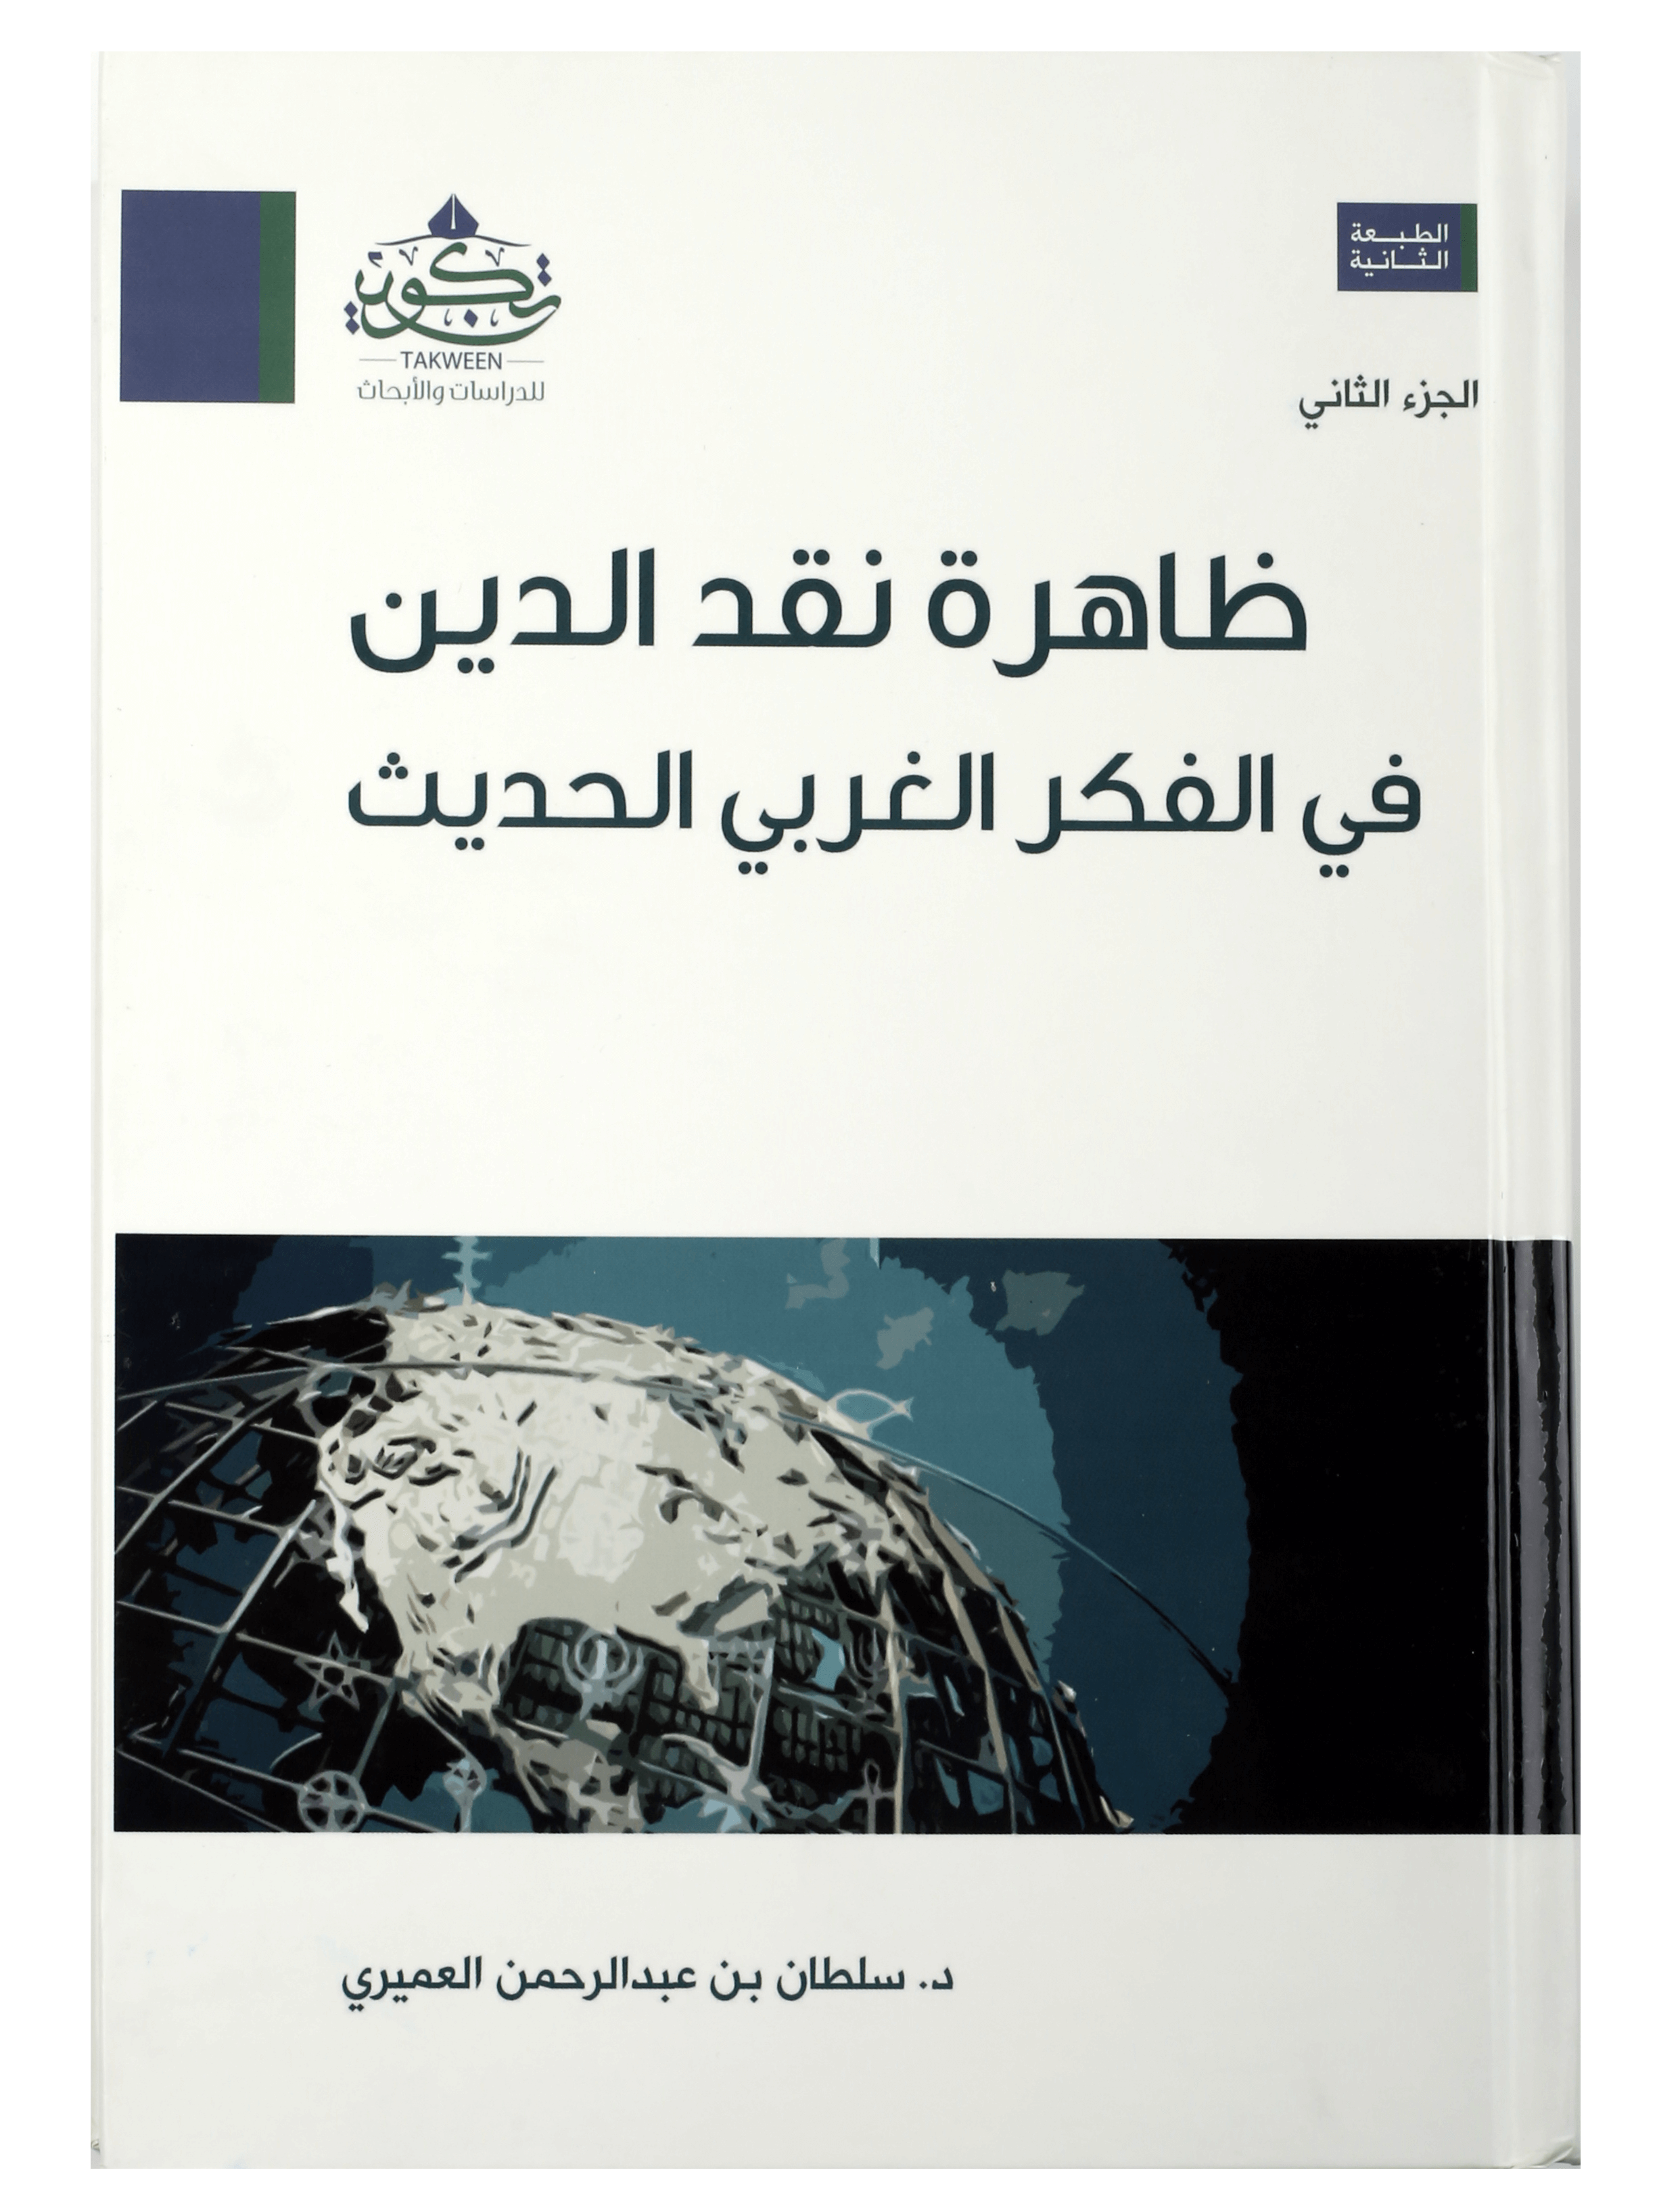 الطبعة
الثانية
تكوين
TAKWEEN
للدراسات والأبحاث
الجزء الثاني
ظاهرة نقد الدين
في الفكر الغربي الحديث
د. سلطان بن عبدالرحمن العميري